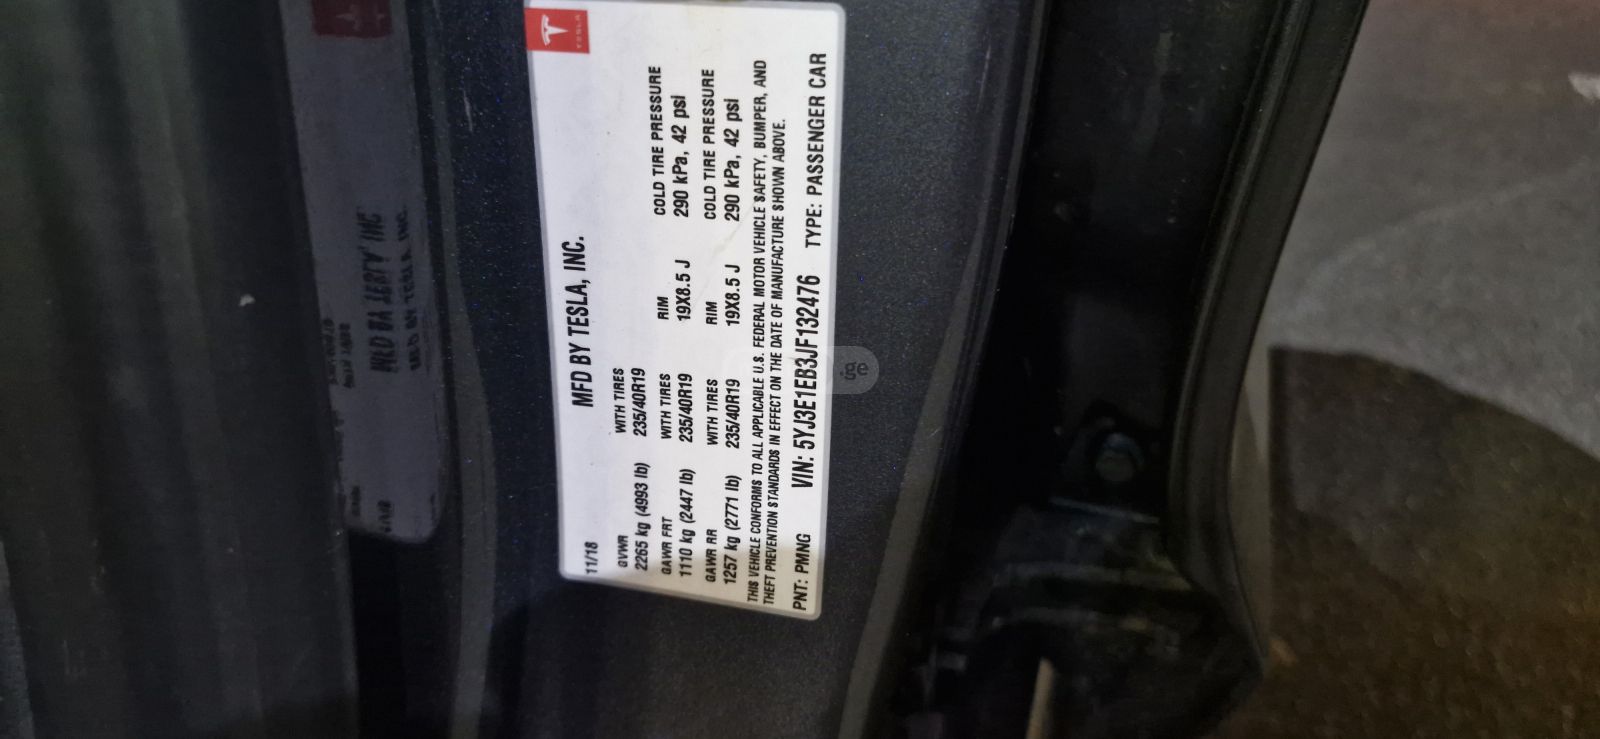 TESLA
MFD BY TESLA, INC.
11/18
GVWR WITH TIRES
2265 kg (4993 lb) 235/40R19
GAWR FRT WITH TIRES RIM COLD TIRE PRESSURE
1110 kg (2447 lb) 235/40R19 19X8.5 J 290 kPa, 42 psi
GAWR RR WITH TIRES RIM COLD TIRE PRESSURE
1257 kg (2771 lb) 235/40R19 19X8.5 J 290 kPa, 42 psi
THIS VEHICLE CONFORMS TO ALL APPLICABLE U.S. FEDERAL MOTOR VEHICLE SAFETY, BUMPER, AND
THEFT PREVENTION STANDARDS IN EFFECT ON THE DATE OF MANUFACTURE SHOWN ABOVE.
PNT: PMNG VIN: 5YJ3E1EB3JF132476 TYPE: PASSENGER CAR
.ge